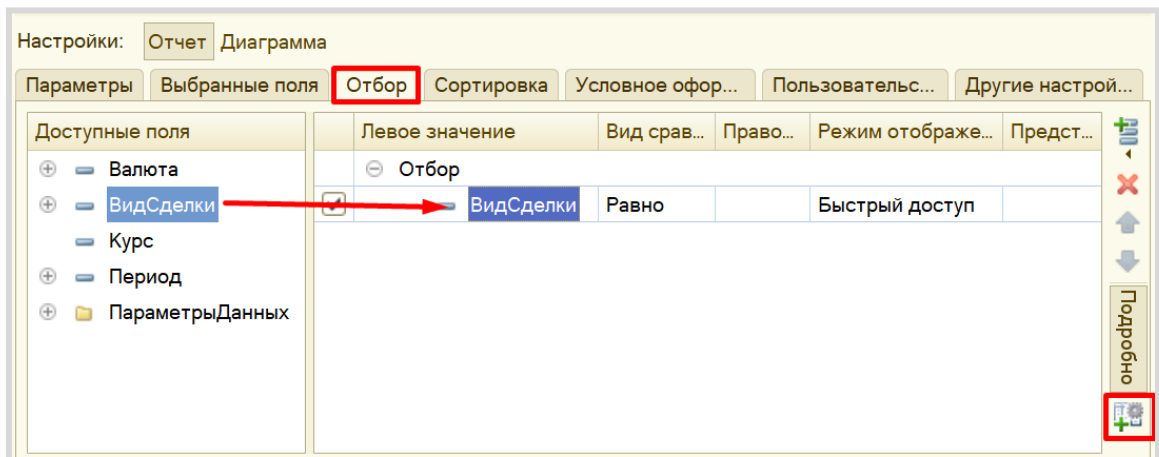 Настройки: Отчет Диаграмма
Параметры Выбранные поля Отбор Сортировка Условное офор... Пользовательс... Другие настрой...
Доступные поля Левое значение Вид срав... Право... Режим отображе... Предст...
Валюта Отбор
ВидСделки ВидСделки Равно Быстрый доступ
Курс
Период
ПараметрыДанных
Подробно